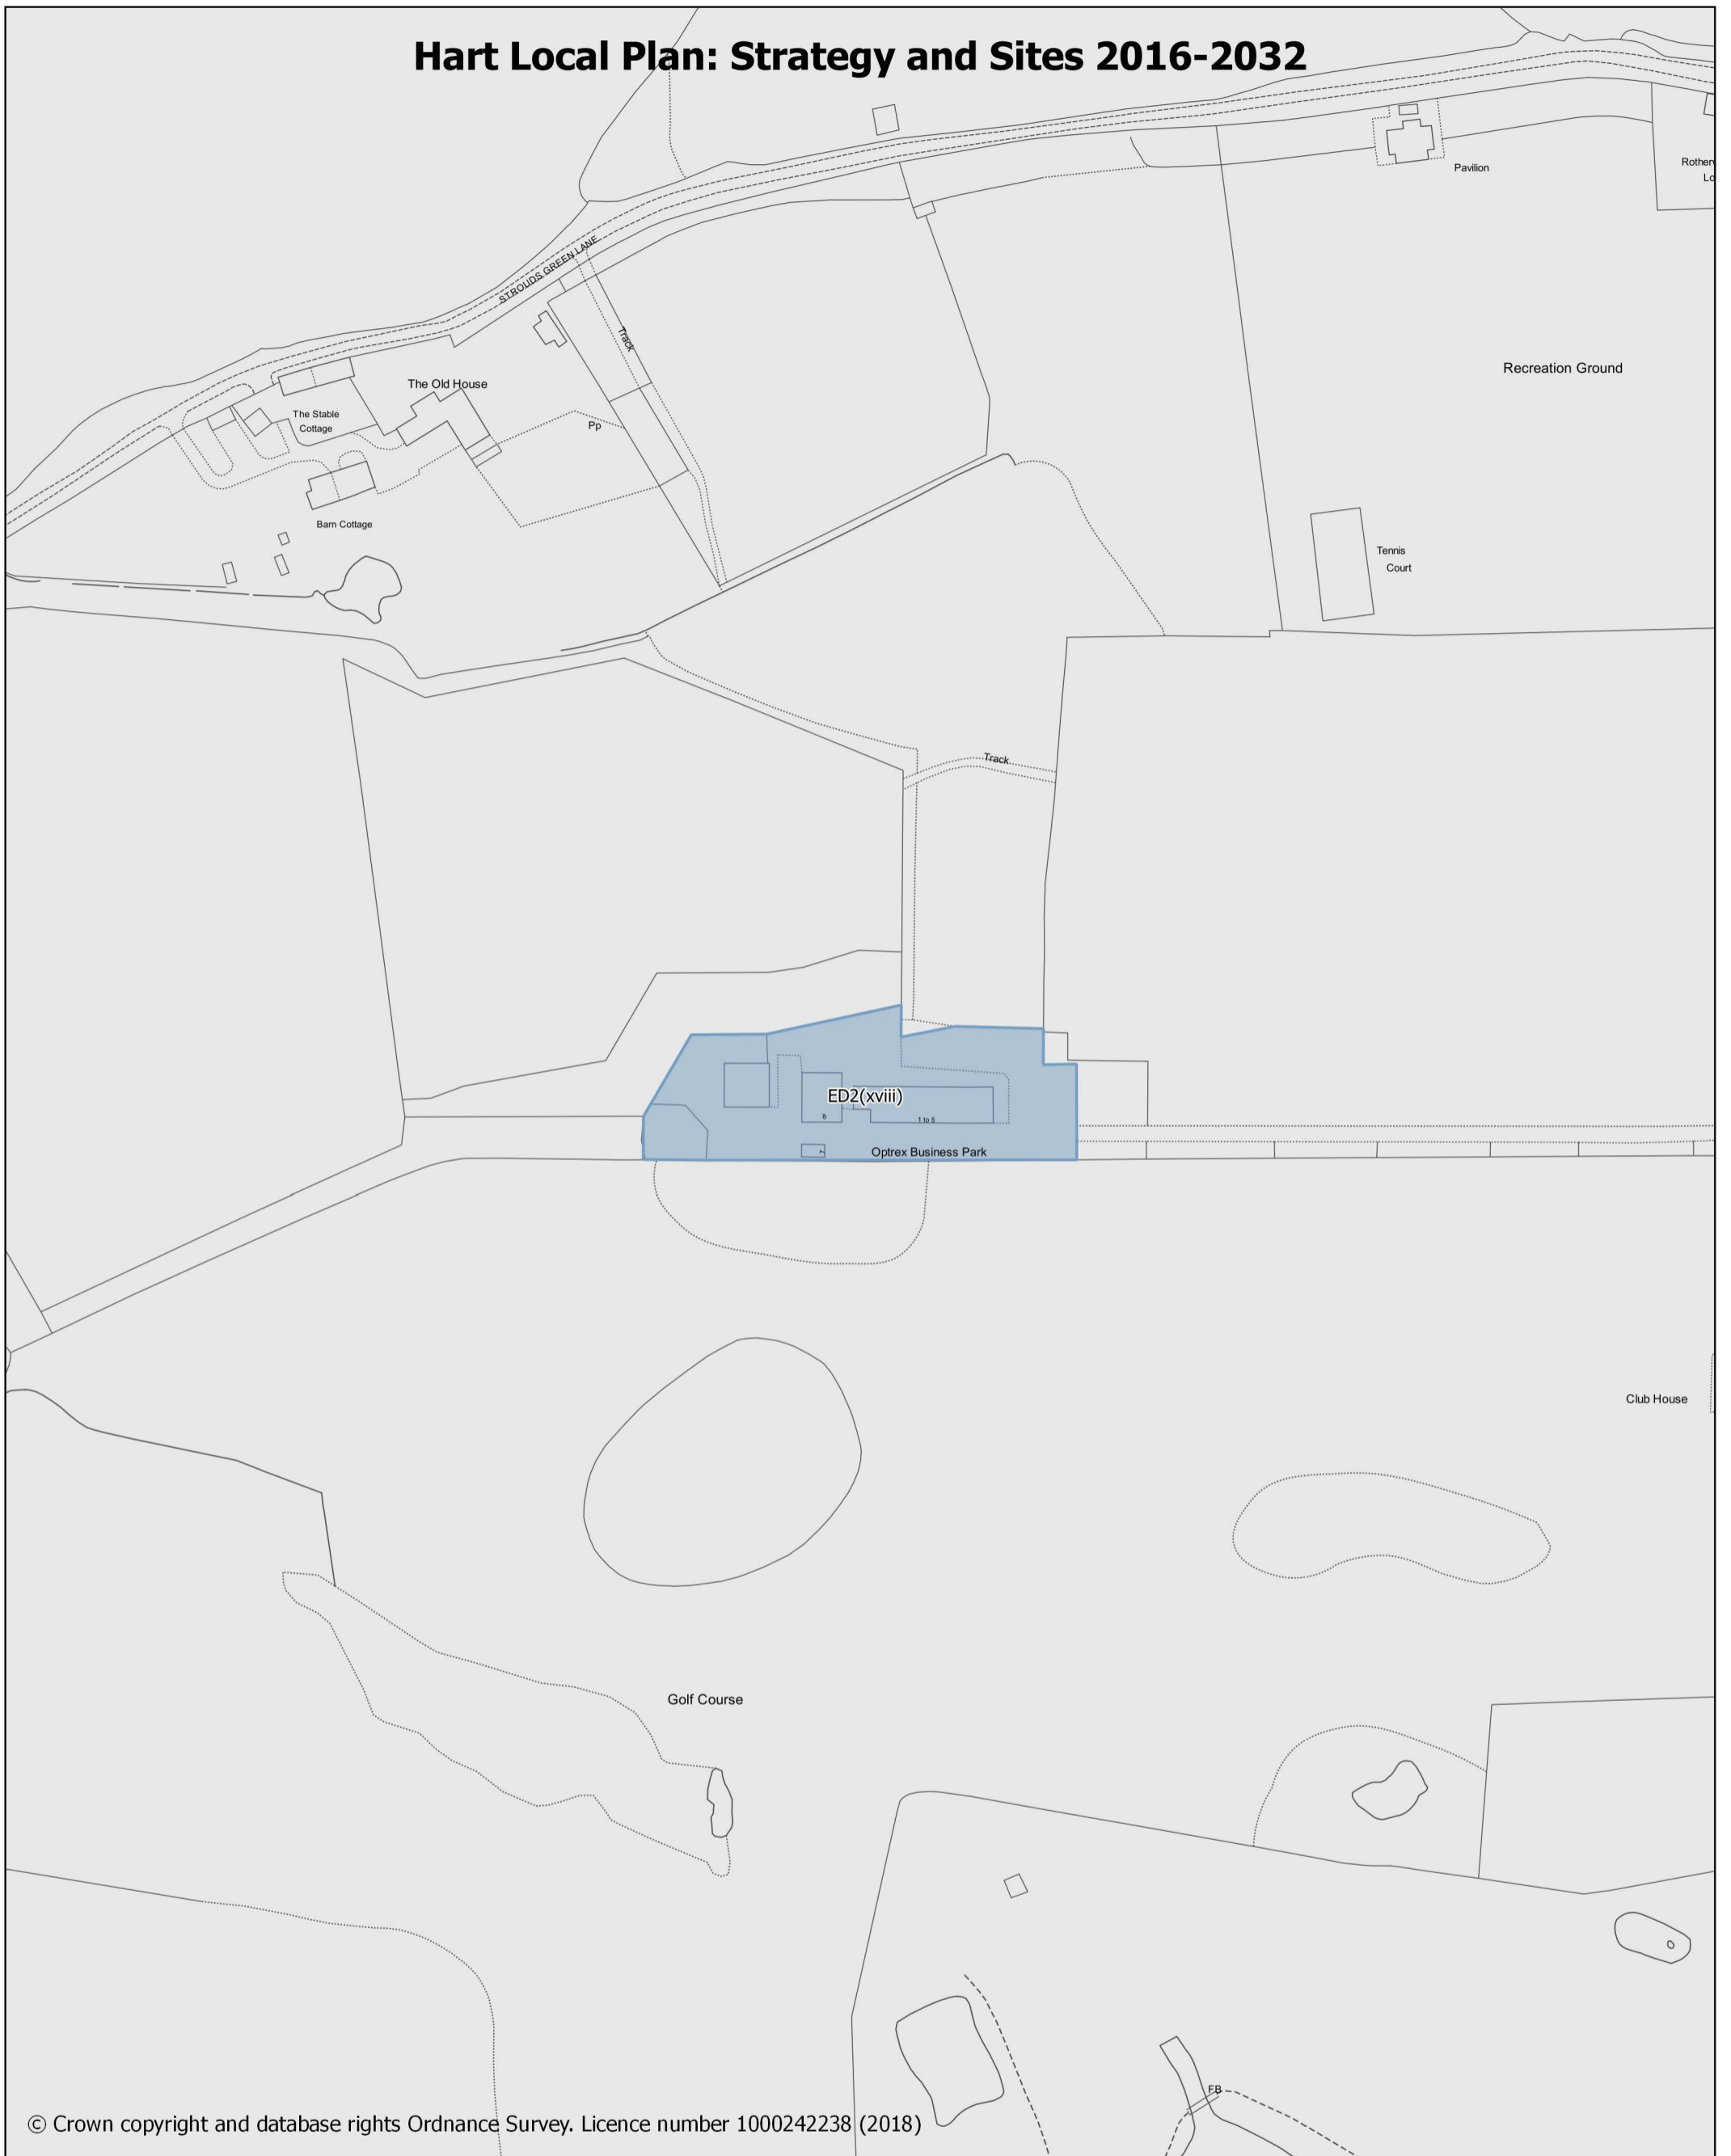 Hart Local Plan: Strategy and Sites 2016-2032
Pavilion
STROUDS GREEN LANE
Track
Recreation Ground
The Old House
The Stable
Cottage
Pp
Barn Cottage
Tennis
Court
Track
ED2(xviii)
6
1 to 5
7
Optrex Business Park
Club House
Golf Course
FB
© Crown copyright and database rights Ordnance Survey. Licence number 1000242238 (2018)